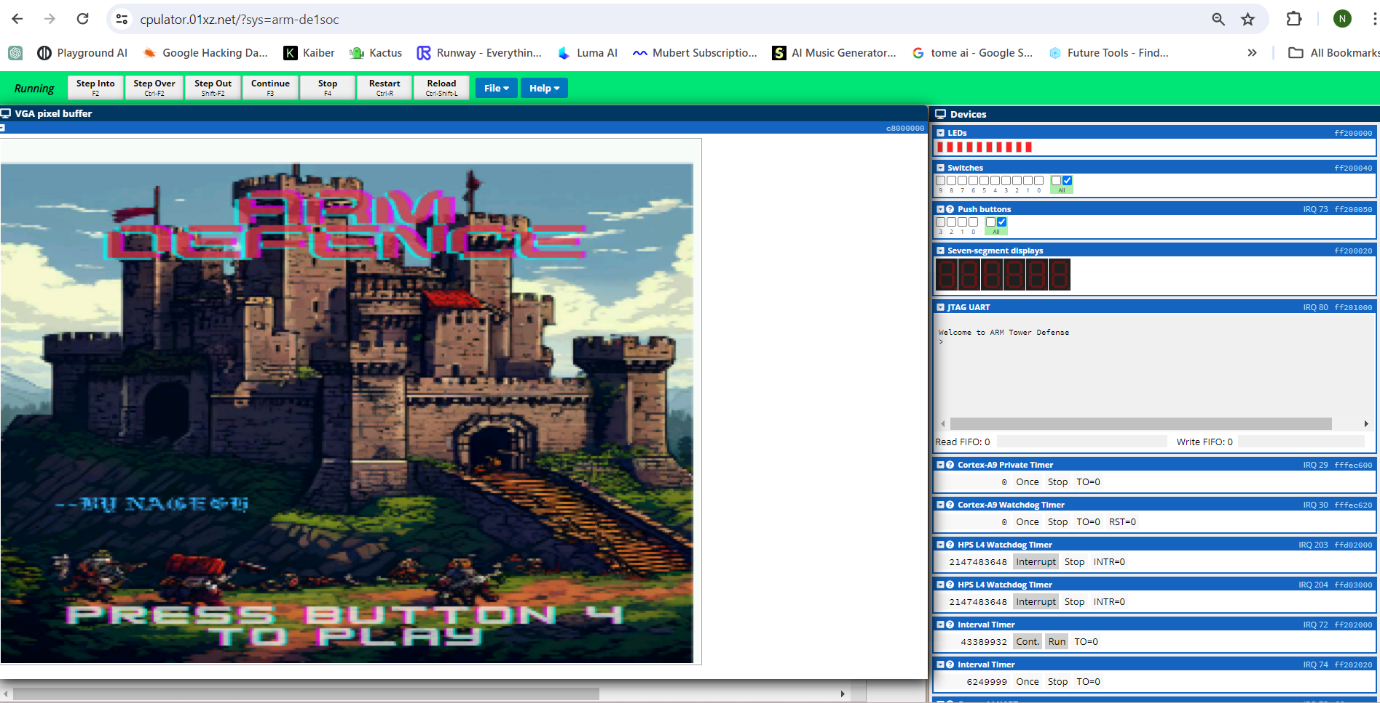 cpulator.01xz.net/?sys=arm-de1soc
N
Playground AI
Google Hacking Da...
Kaiber
Kactus
Runway - Everythin...
Luma AI
Mubert Subscriptio...
AI Music Generator...
tome ai - Google S...
Future Tools - Find...
»
All Bookmarks
Running
Step Into
F2
Step Over
Ctrl-F2
Step Out
Shift-F2
Continue
F3
Stop
F4
Restart
Ctrl-R
Reload
Ctrl-Shift-L
File
Help
VGA pixel buffer
c8000000
ARM
DEFENCE
--BY NAGESH
PRESS BUTTON 4
TO PLAY
Devices
LEDs ff200000
Switches ff200040
9 8 7 6 5 4 3 2 1 0 All
Push buttons IRQ 73 ff200050
3 2 1 0 All
Seven-segment displays ff200020
JTAG UART IRQ 80 ff201000
Welcome to ARM Tower Defense
>
Read FIFO: 0 Write FIFO: 0
Cortex-A9 Private Timer IRQ 29 fffec600
0 Once Stop TO=0
Cortex-A9 Watchdog Timer IRQ 30 fffec620
0 Once Stop TO=0 RST=0
HPS L4 Watchdog Timer IRQ 203 ffd02000
2147483648 Interrupt Stop INTR=0
HPS L4 Watchdog Timer IRQ 204 ffd03000
2147483648 Interrupt Stop INTR=0
Interval Timer IRQ 72 ff202000
43389932 Cont. Run TO=0
Interval Timer IRQ 74 ff202020
6249999 Once Stop TO=0